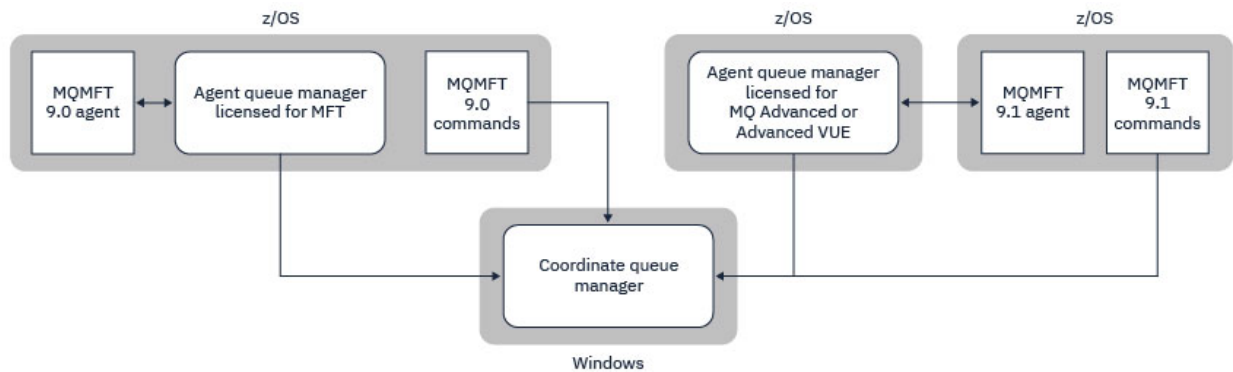 z/OS
z/OS
z/OS
MQMFT
9.0 agent
Agent queue manager
licensed for MFT
MQMFT
9.0
commands
Agent queue manager
licensed for
MQ Advanced or
Advanced VUE
MQMFT
9.1 agent
MQMFT
9.1
commands
Coordinate queue
manager
Windows